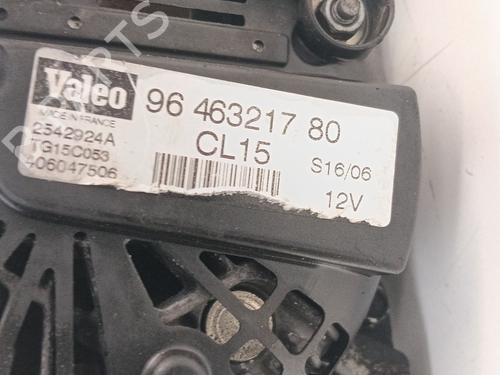 Valeo
96 463217 80
MADE IN FRANCE
2542924A
CL15
S16/06
TG15C053
406047506
12V